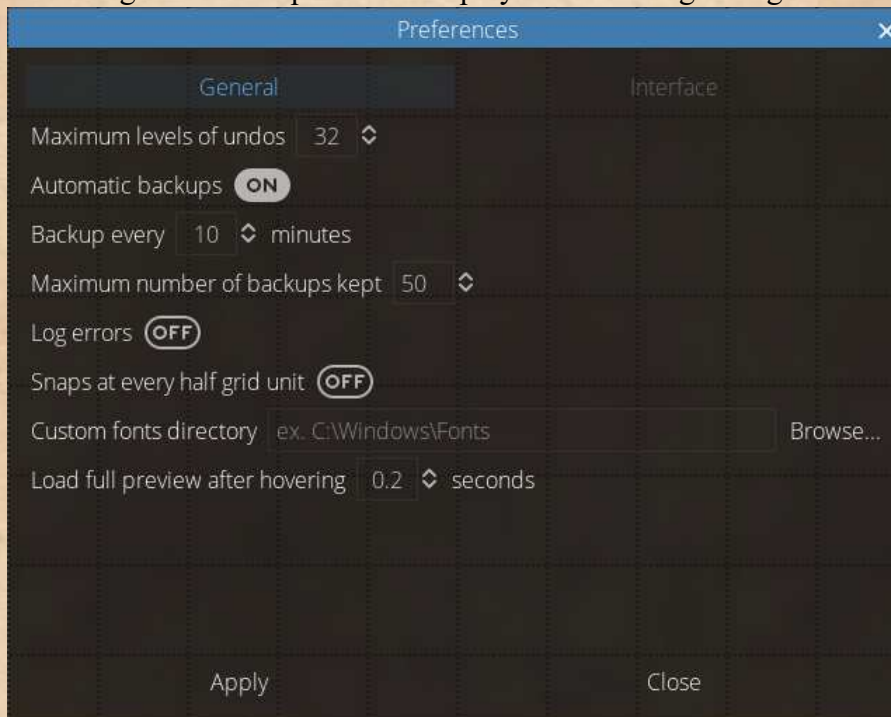 Preferences ×
General Interface
Maximum levels of undos 32
Automatic backups ON
Backup every 10 minutes
Maximum number of backups kept 50
Log errors OFF
Snaps at every half grid unit OFF
Custom fonts directory ex. C:\Windows\Fonts Browse...
Load full preview after hovering 0.2 seconds
Apply Close